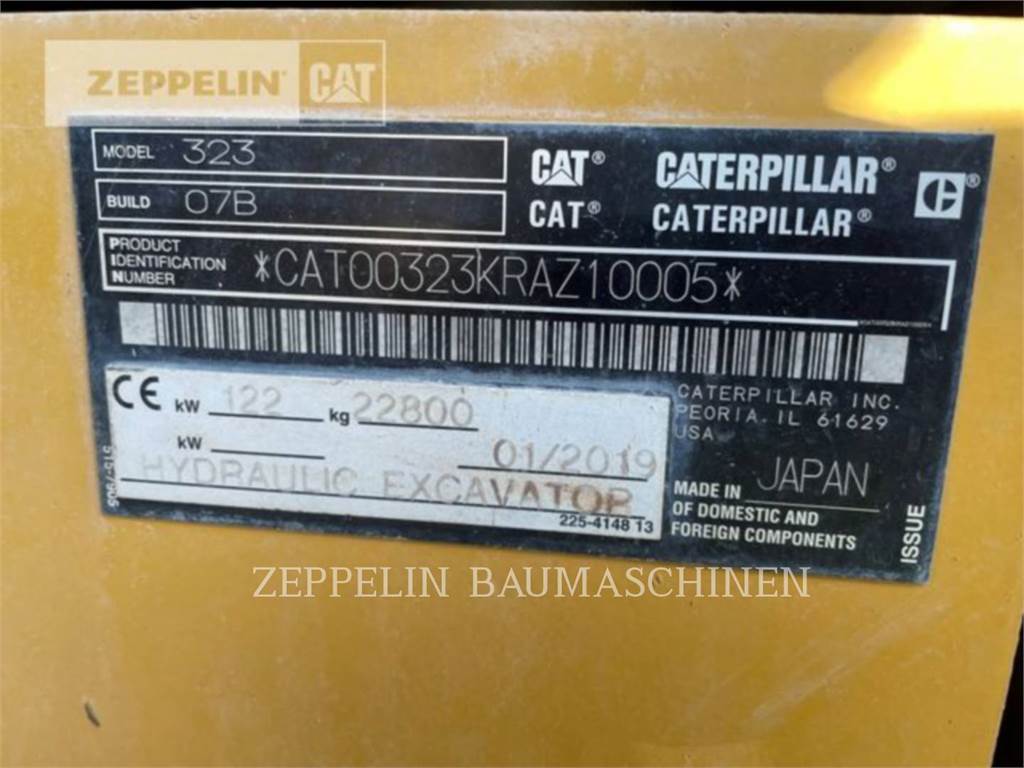 ZEPPELIN® CAT
MODEL 323
BUILD 07B
CAT® CATERPILLAR®
CAT® CATERPILLAR®
PRODUCT IDENTIFICATION NUMBER *CAT00323KRAZ10005*
CE kW 122 kg 22800
kW 01/2019
HYDRAULIC EXCAVATOR
225-4148 13
515-7905
CATERPILLAR INC.
PEORIA. IL 61629
USA
MADE IN JAPAN
OF DOMESTIC AND
FOREIGN COMPONENTS
ISSUE
ZEPPELIN BAUMASCHINEN